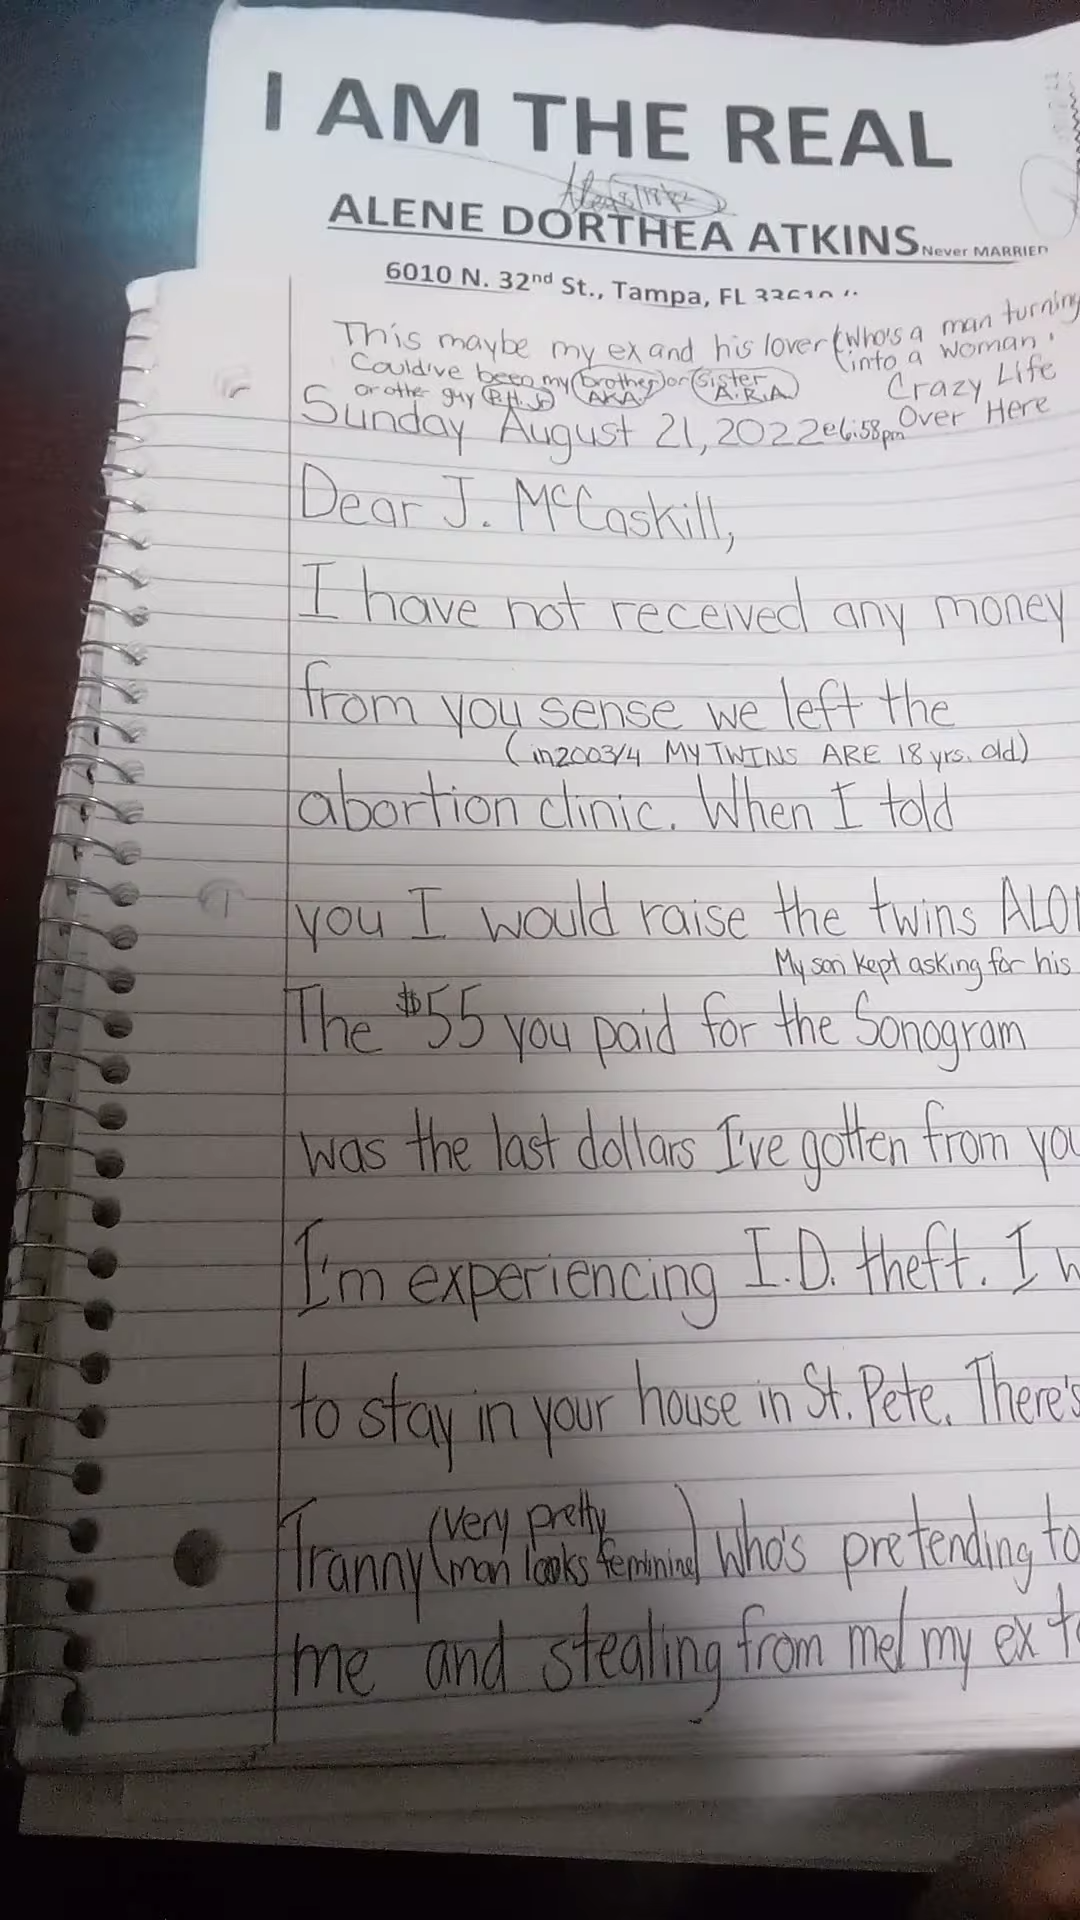 I AM THE REAL
ALENE DORTHEA ATKINS Never MARRIED
6010 N. 32nd St., Tampa, FL
This maybe my ex and his lover (Who's a man turning
into a woman.
Could've been my brother or sister
or other guy P.H. Jr AKA A.R.A Crazy Life
Over Here
Sunday August 21, 2022 @ 6:58pm
Dear J. McCaskill,
I have not received any money
from you sense we left the
(in 2003/4 MY TWINS ARE 18 yrs. old)
abortion clinic. When I told
you I would raise the twins
My son kept asking for his
The $55 you paid for the Sonogram
was the last dollars I've gotten from
I'm experiencing I.D. theft. I
to stay in your house in St. Pete. There's
(very pretty
Tranny man looks feminine) who's pretending to
me and stealing from me/ my ex